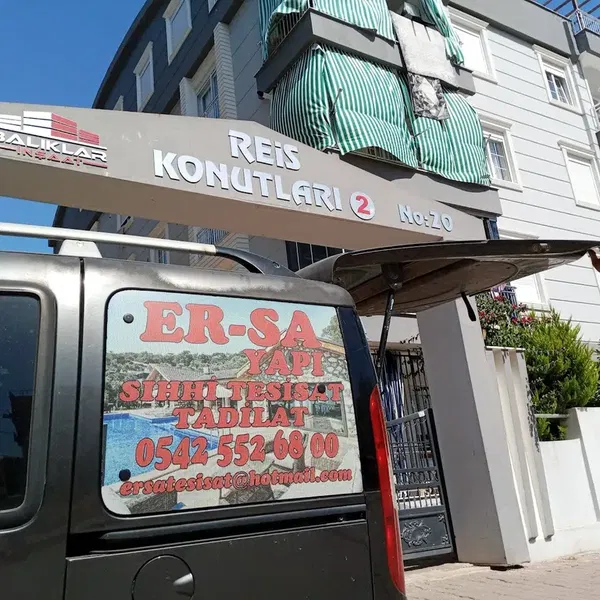 BALIKLAR
İNŞAAT
REİS
KONUTLARI 2 No:20
ER-SA
YAPI
SIHHİ TESİSAT
TADİLAT
0542 552 68 00
ersatesisat@hotmail.com